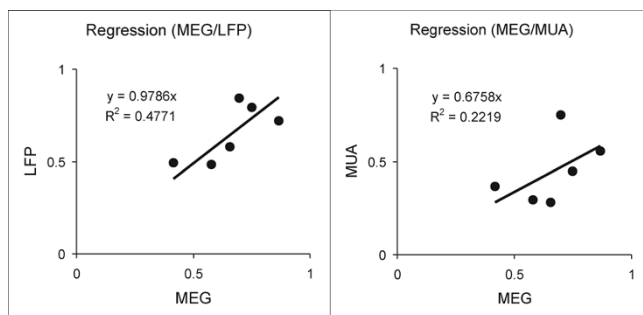 Regression (MEG/LFP)
1
y = 0.9786x
R² = 0.4771
0.5
LFP
0
0
0.5
1
MEG
Regression (MEG/MUA)
1
y = 0.6758x
R² = 0.2219
0.5
MUA
0
0
0.5
1
MEG